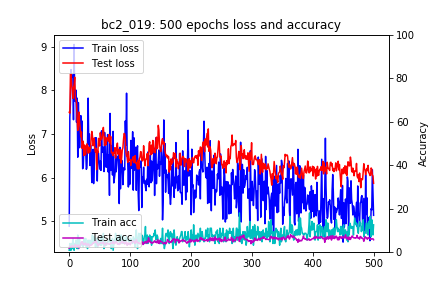 bc2_019: 500 epochs loss and accuracy
Train loss
Test loss
Train acc
Test acc
Loss
9
8
7
6
5
Accuracy
100
80
60
40
20
0
0
100
200
300
400
500